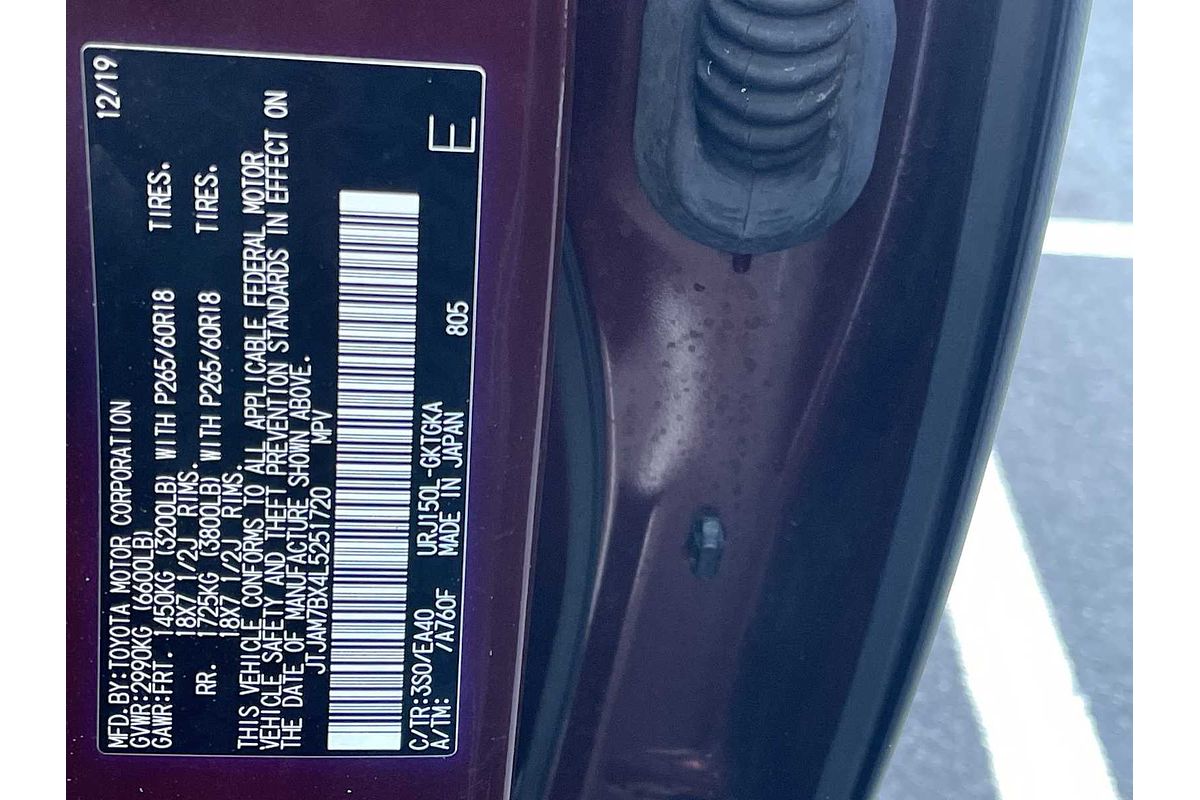 MFD.BY:TOYOTA MOTOR CORPORATION 12/19
GVWR:2990KG (6600LB)
GAWR:FRT. 1450KG (3200LB) WITH P265/60R18 TIRES.
18X7 1/2J RIMS.
RR. 1725KG (3800LB) WITH P265/60R18 TIRES.
18X7 1/2J RIMS.
THIS VEHICLE CONFORMS TO ALL APPLICABLE FEDERAL MOTOR
VEHICLE SAFETY AND THEFT PREVENTION STANDARDS IN EFFECT ON
THE DATE OF MANUFACTURE SHOWN ABOVE.
JTJAM7BX4L5251720 MPV
C/TR:3S0/EA40 URJ150L-GKTGKA
A/TM: /A760F MADE IN JAPAN 805 E